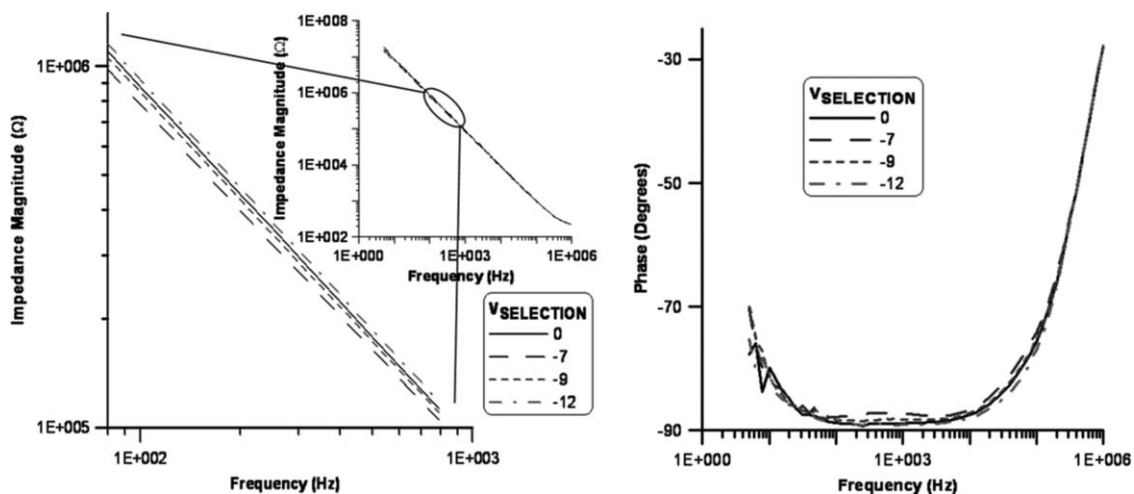 Impedance Magnitude (Ω)
1E+006
1E+005
1E+002
1E+003
Frequency (Hz)
Impedance Magnitude (Ω)
1E+008
1E+006
1E+004
1E+002
1E+000
1E+003
1E+006
Frequency (Hz)
VSELECTION
0
-7
-9
-12
Phase (Degrees)
-30
-50
-70
-90
1E+000
1E+003
1E+006
Frequency (Hz)
VSELECTION
0
-7
-9
-12